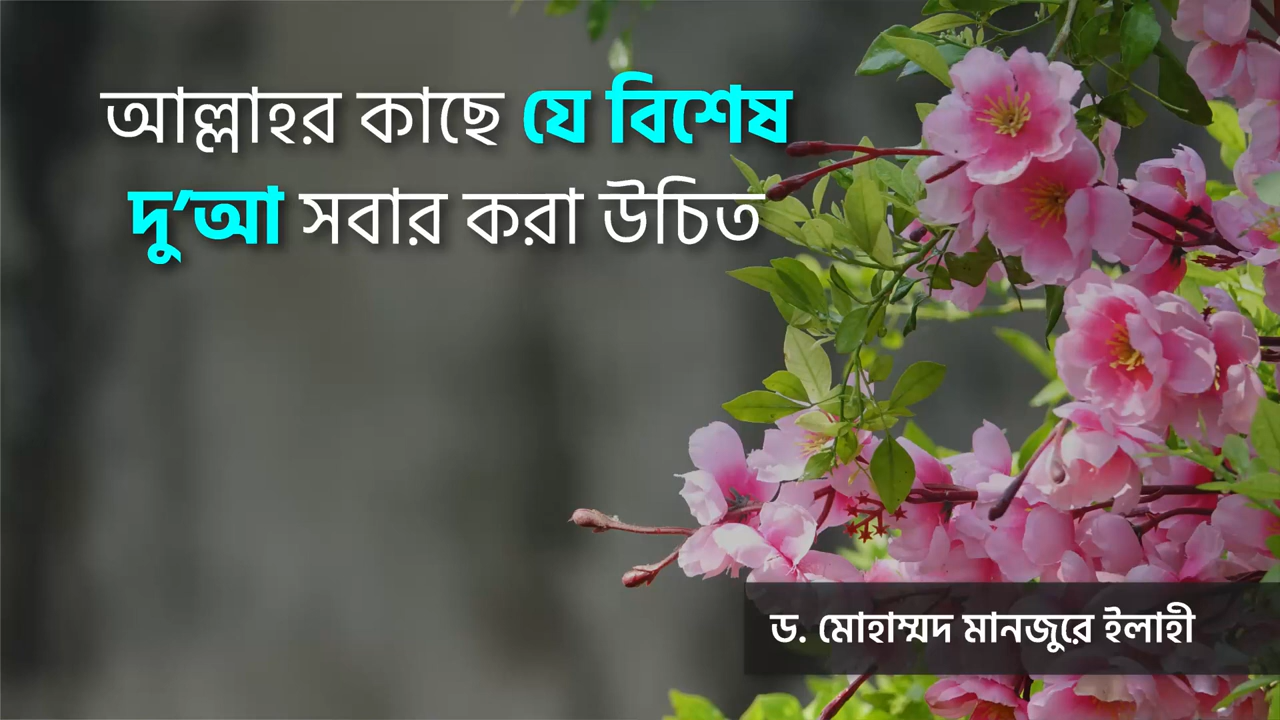 আল্লাহর কাছে যে বিশেষ
দু’আ সবার করা উচিত
ড. মোহাম্মদ মানজুরে ইলাহী